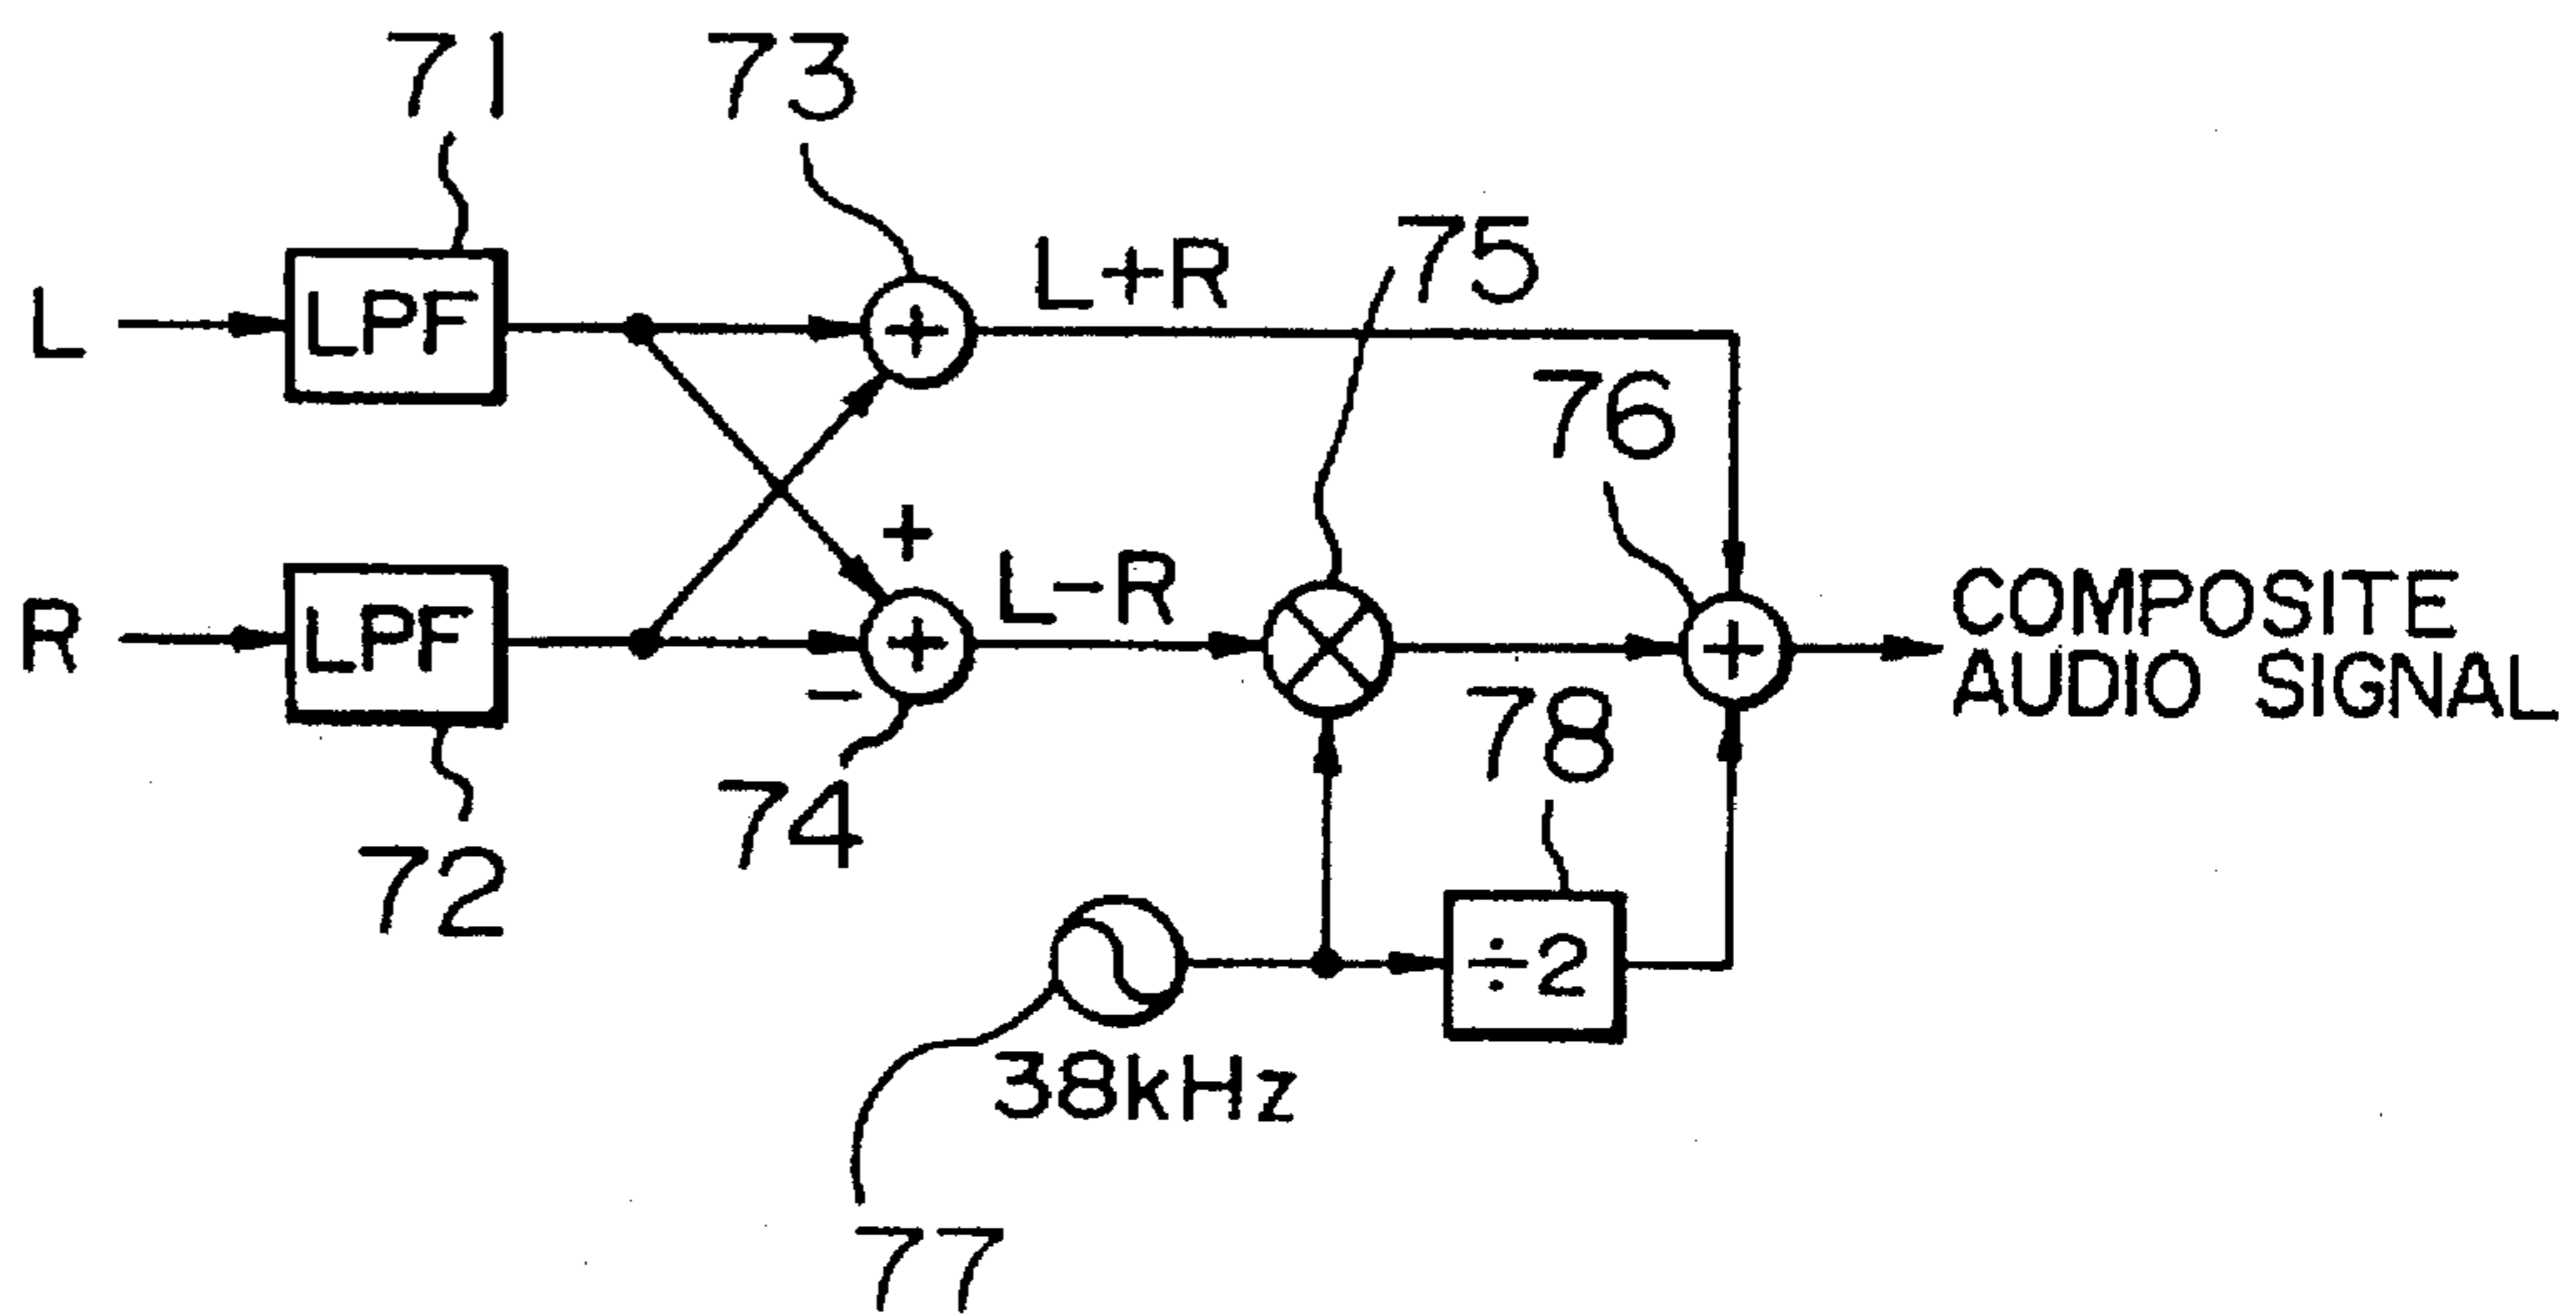 71
73
75
L
LPF
+
L+R
76
+
R
LPF
+
L-R
+
COMPOSITE
AUDIO SIGNAL
−
78
74
72
÷2
38kHz
77